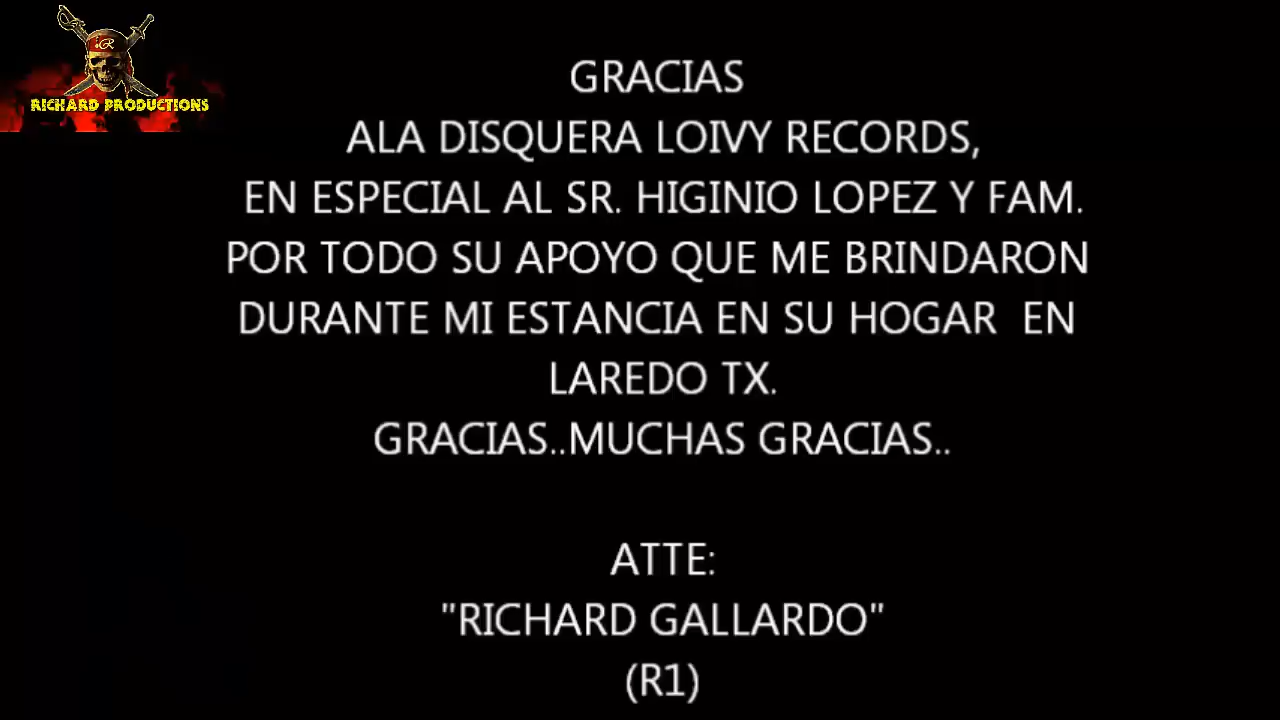 RICHARD PRODUCTIONS
GRACIAS
ALA DISQUERA LOIVY RECORDS,
EN ESPECIAL AL SR. HIGINIO LOPEZ Y FAM.
POR TODO SU APOYO QUE ME BRINDARON
DURANTE MI ESTANCIA EN SU HOGAR  EN
LAREDO TX.
GRACIAS..MUCHAS GRACIAS..
ATTE:
"RICHARD GALLARDO"
(R1)